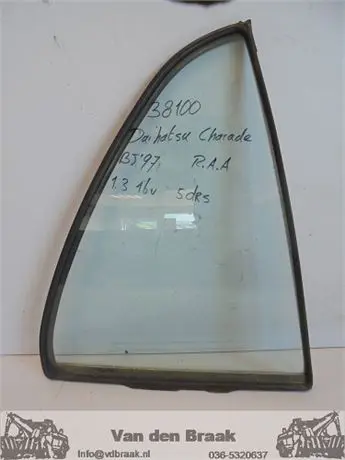 38100
Daihatsu Charade
BJ'97 R.A.A
1.3 16v 5drs
Van den Braak
Info@vdbraak.nl 036-5320637